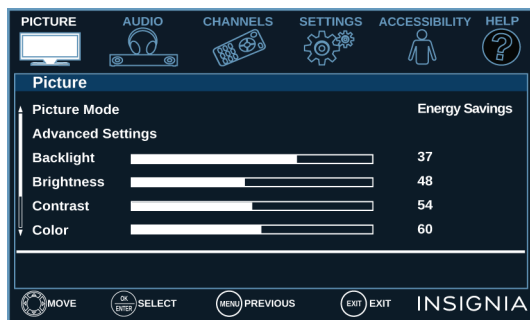 PICTURE AUDIO CHANNELS SETTINGS ACCESSIBILITY HELP
Picture
Picture Mode Energy Savings
Advanced Settings
Backlight 37
Brightness 48
Contrast 54
Color 60
MOVE OK ENTER SELECT MENU PREVIOUS EXIT EXIT INSIGNIA